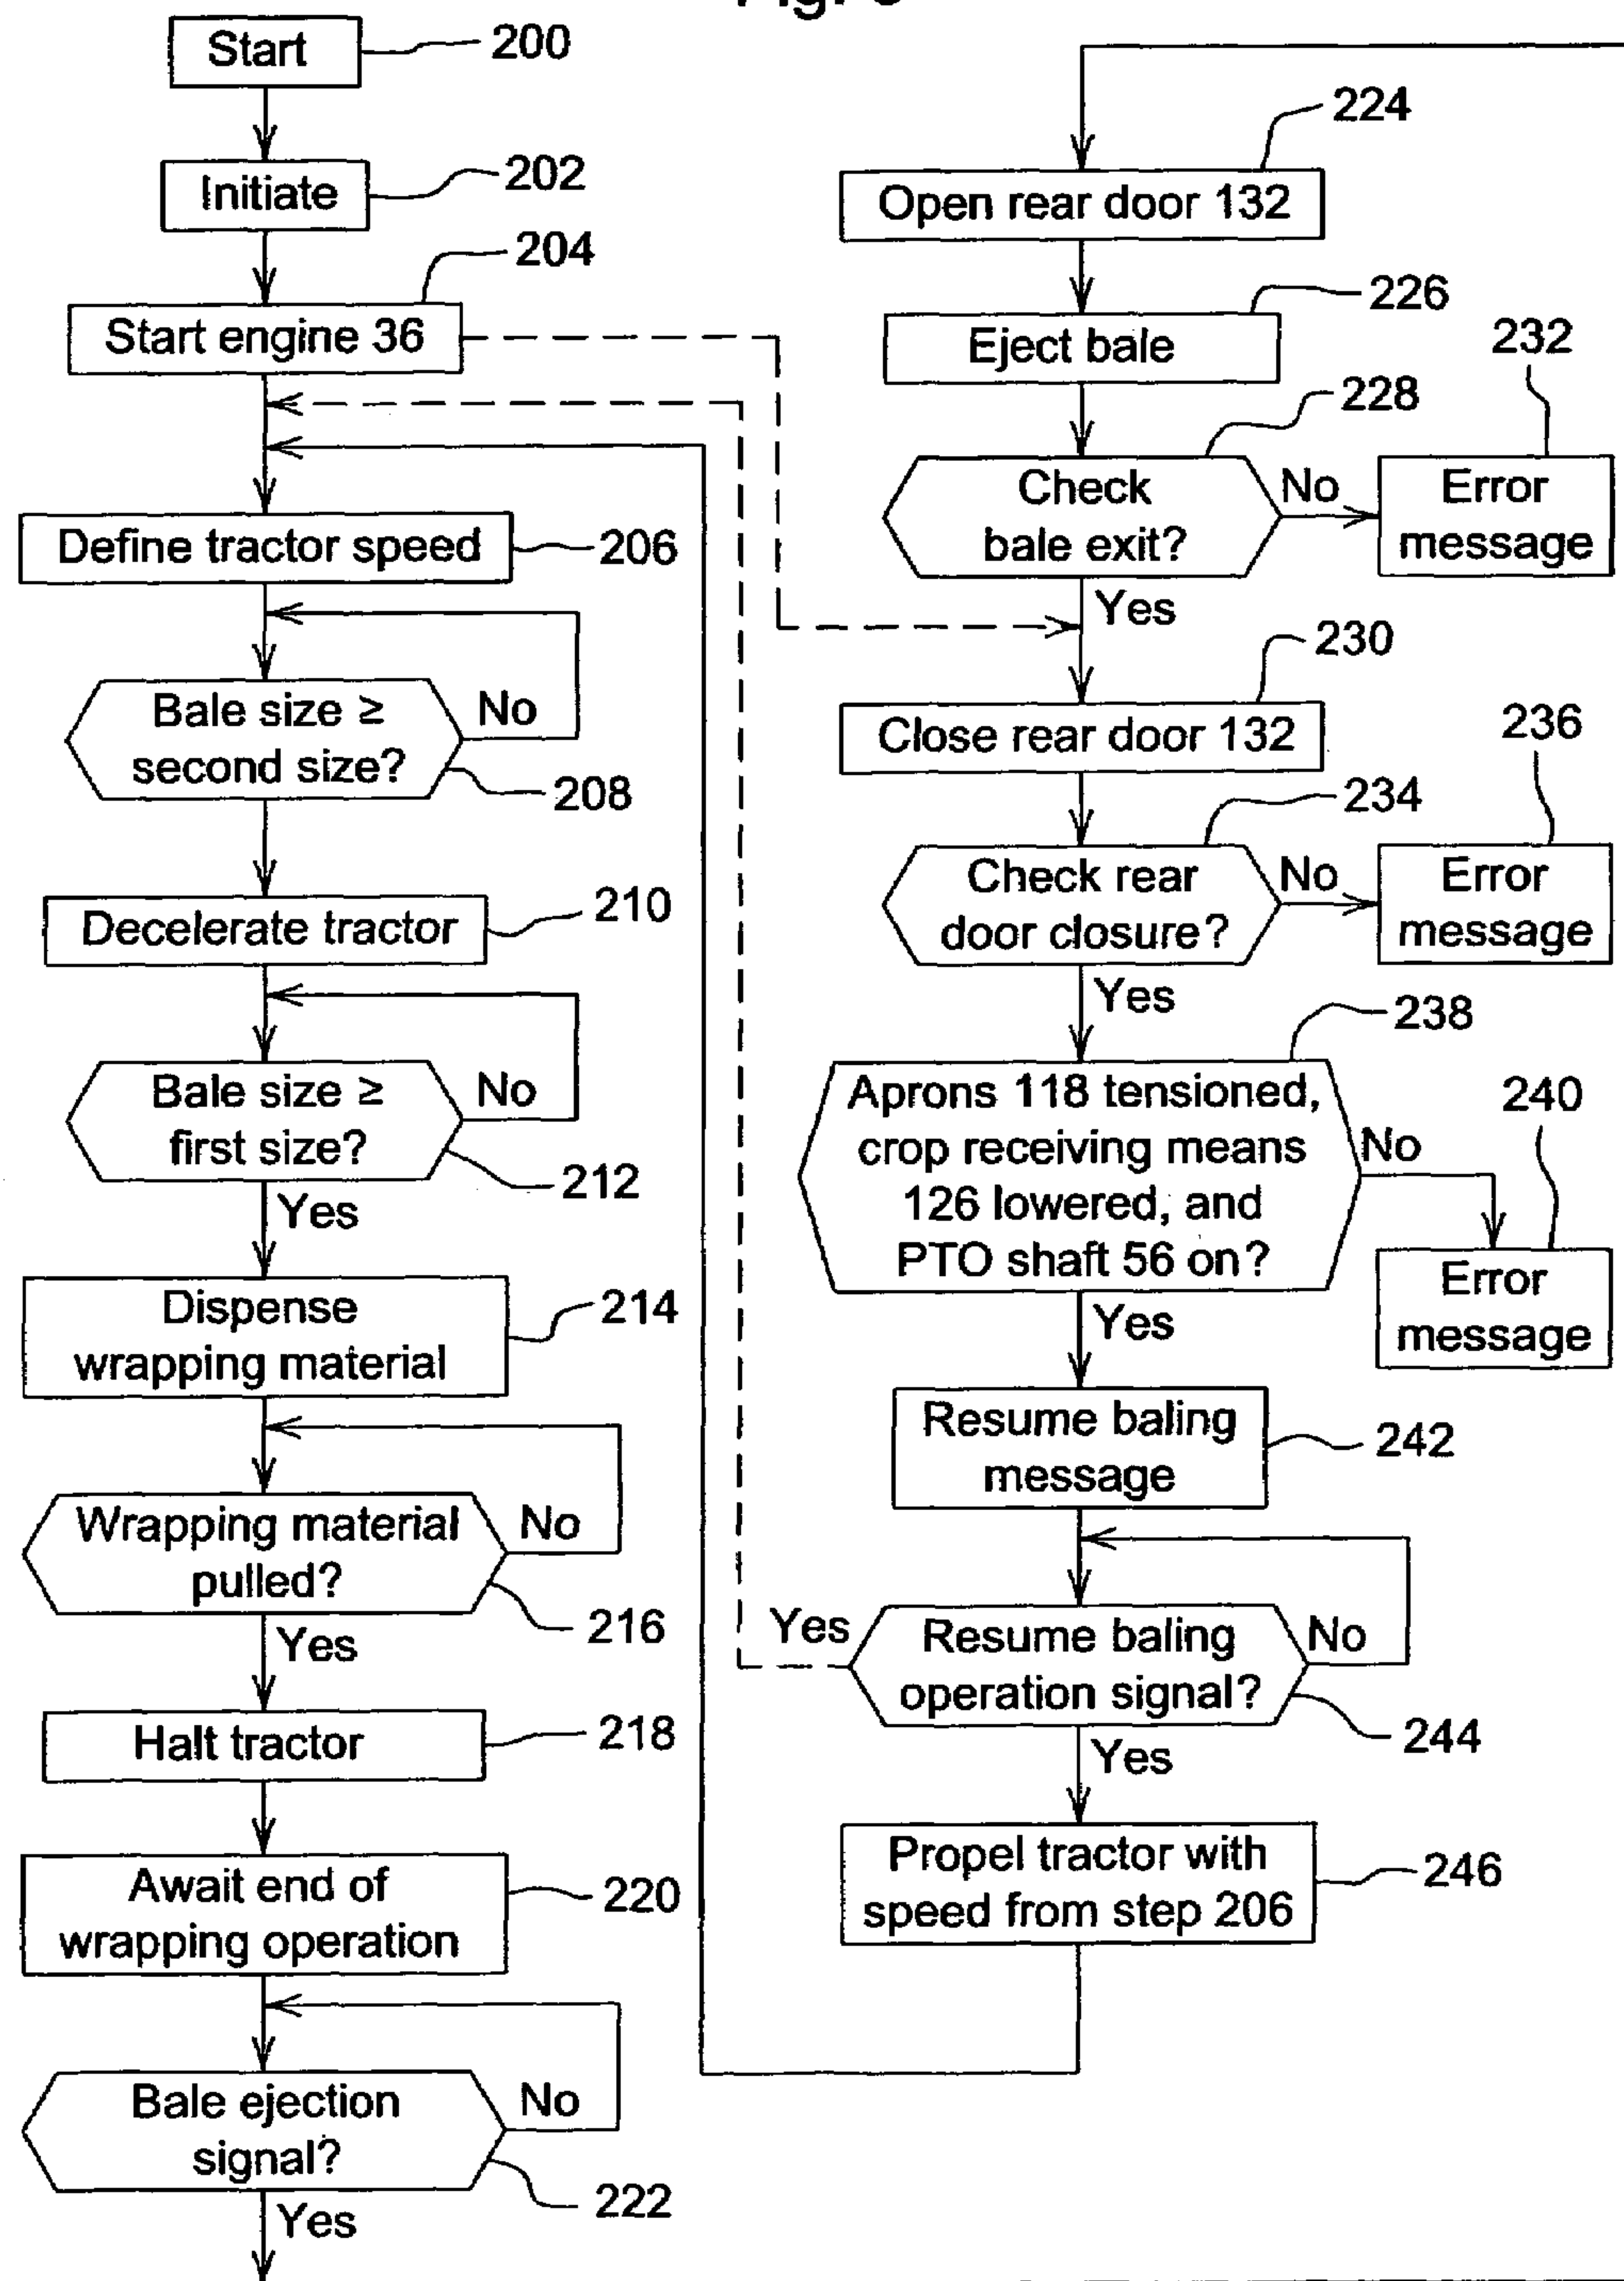 Start
200
Initiate
202
204
Start engine 36
Define tractor speed
206
Bale size ≥
second size?
No
208
Decelerate tractor
210
Bale size ≥
first size?
No
212
Yes
Dispense
wrapping material
214
Wrapping material
pulled?
No
216
Yes
Halt tractor
218
Await end of
wrapping operation
220
Bale ejection
signal?
No
222
Yes
224
Open rear door 132
226
Eject bale
228
Check
bale exit?
No
232
Error
message
Yes
230
Close rear door 132
234
Check rear
door closure?
No
236
Error
message
Yes
238
Aprons 118 tensioned,
crop receiving means
126 lowered, and
PTO shaft 56 on?
No
240
Error
message
Yes
Resume baling
message
242
Yes
Resume baling
operation signal?
No
244
Yes
Propel tractor with
speed from step 206
246